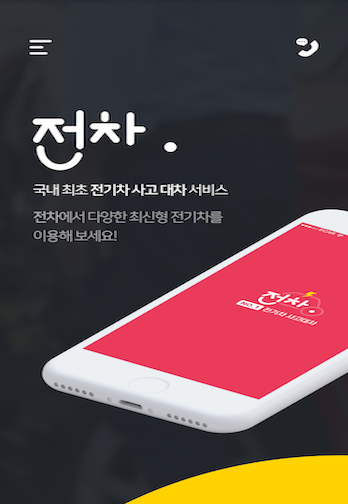 전차.
국내 최초 전기차 사고 대차 서비스
전차에서 다양한 최신형 전기차를
이용해 보세요!
전차
NO. 1 전기차 사고대차